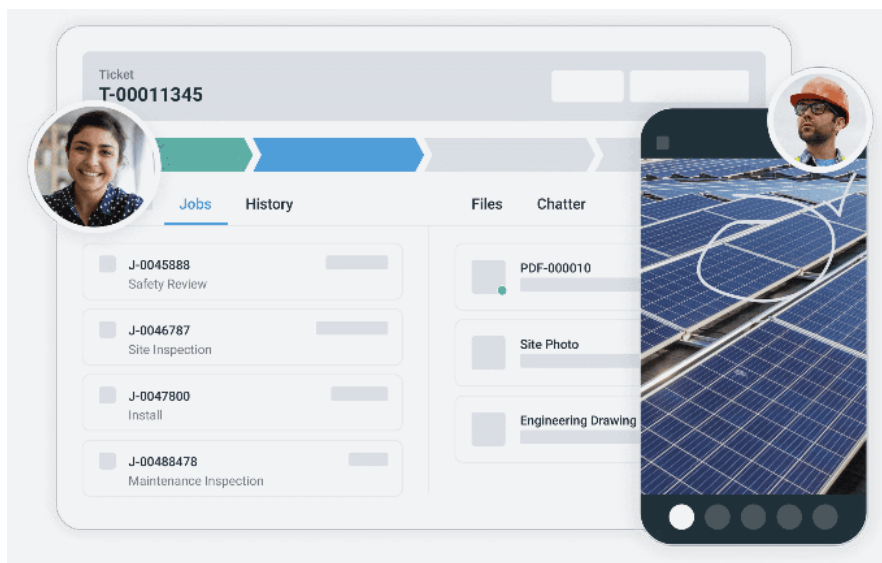 Ticket
T-00011345
Jobs
History
Files
Chatter
J-0045888
Safety Review
J-0046787
Site Inspection
J-0047800
Install
J-00488478
Maintenance Inspection
PDF-000010
Site Photo
Engineering Drawing